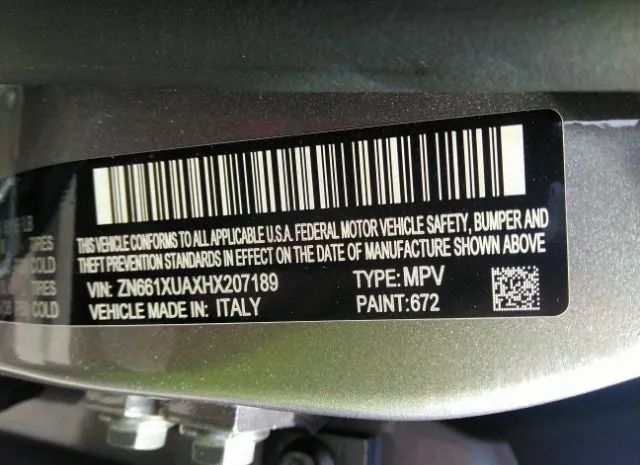 LB
TIRES
COLD
TIRES
COLD
THIS VEHICLE CONFORMS TO ALL APPLICABLE U.S.A. FEDERAL MOTOR VEHICLE SAFETY, BUMPER AND
THEFT PREVENTION STANDARDS IN EFFECT ON THE DATE OF MANUFACTURE SHOWN ABOVE
VIN: ZN661XUAXHX207189 TYPE: MPV
VEHICLE MADE IN: ITALY PAINT: 672